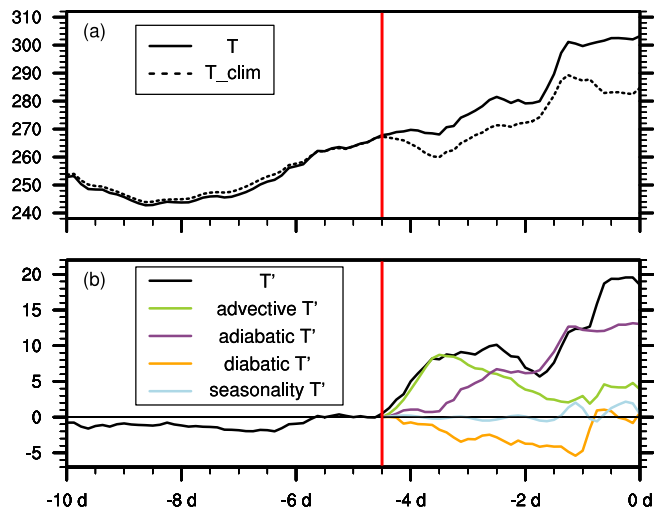 310
300
290
280
270
260
250
240
(a)
T
T_clim
20
15
10
5
0
-5
(b)
T'
advective T'
adiabatic T'
diabatic T'
seasonality T'
-10 d -8 d -6 d -4 d -2 d 0 d